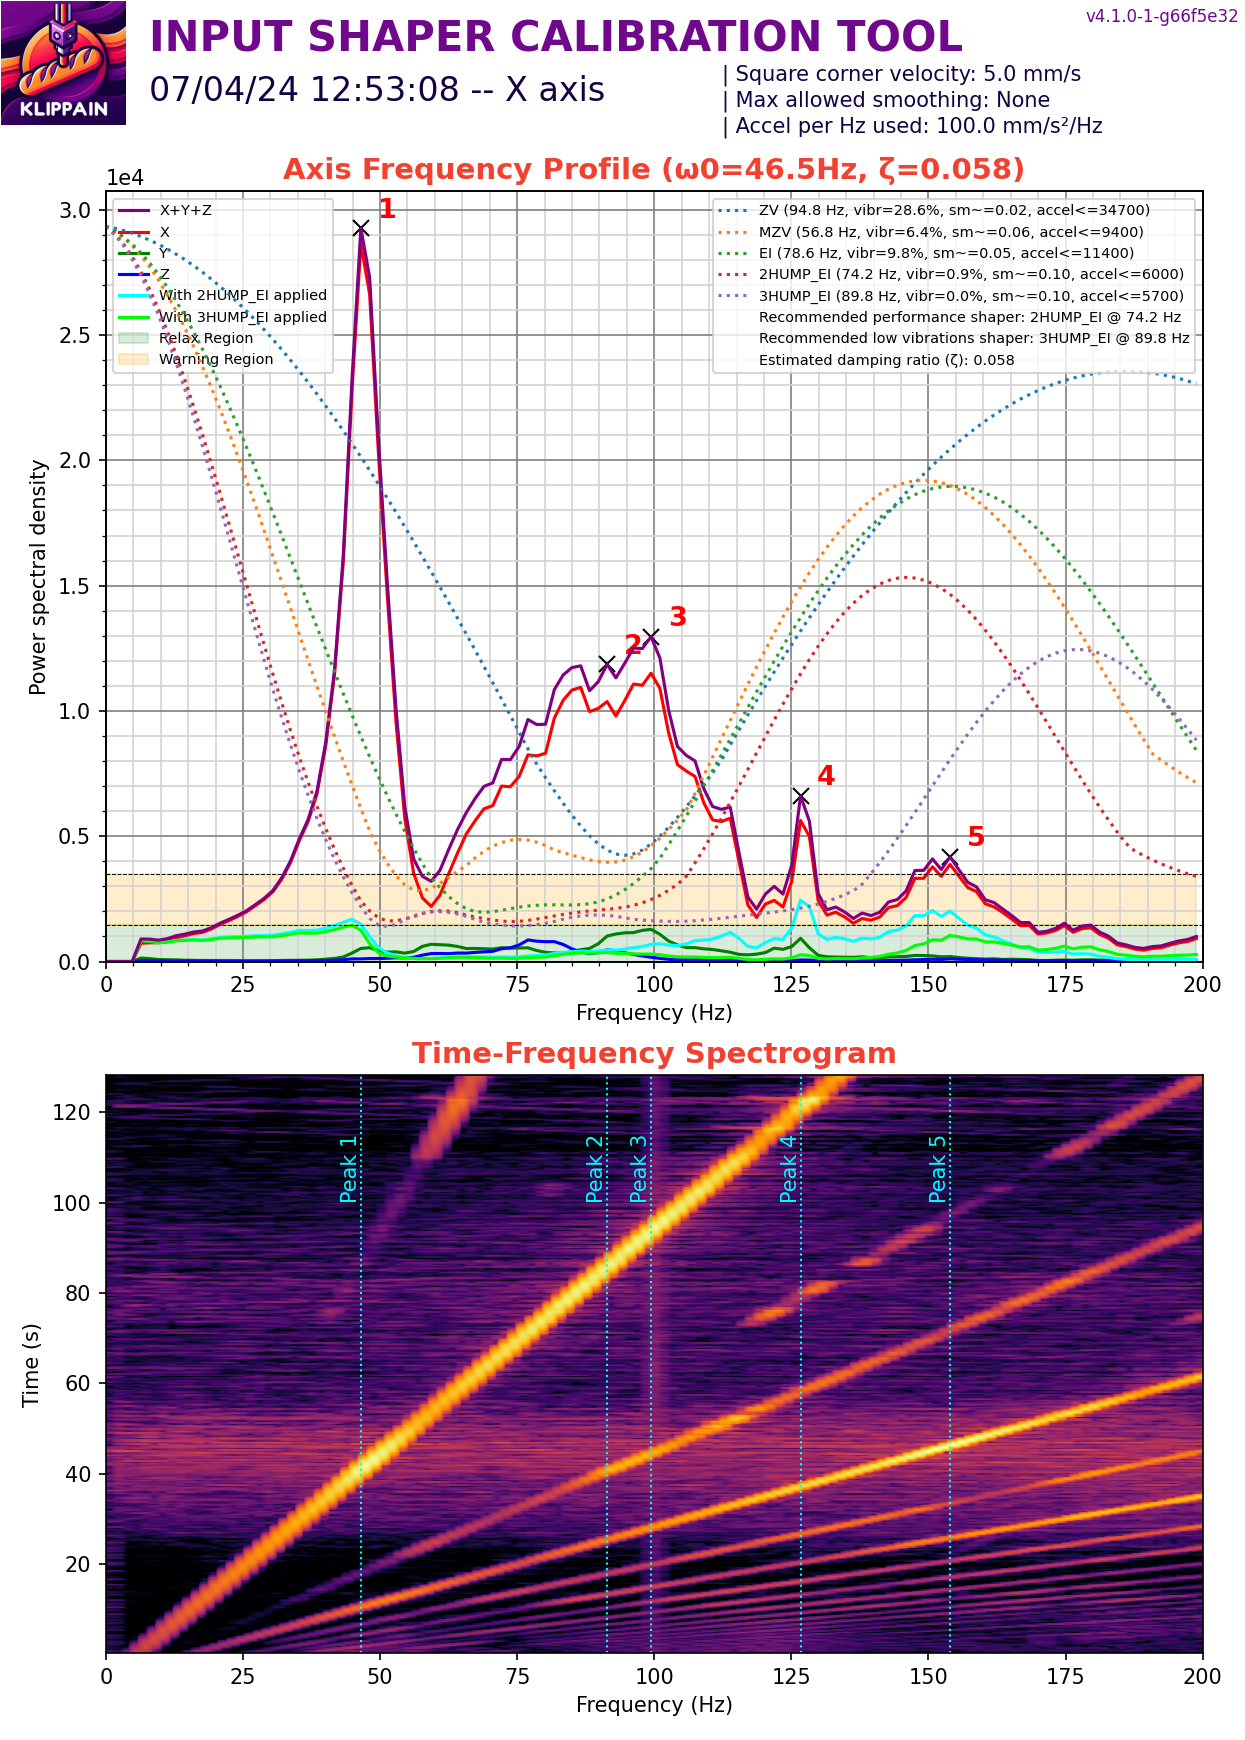 v4.1.0-1-g66f5e32
INPUT SHAPER CALIBRATION TOOL
07/04/24 12:53:08 -- X axis
| Square corner velocity: 5.0 mm/s
| Max allowed smoothing: None
| Accel per Hz used: 100.0 mm/s²/Hz
KLIPPAIN
Axis Frequency Profile (ω0=46.5Hz, ζ=0.058)
1e4
3.0
2.5
2.0
1.5
1.0
0.5
0.0
Power spectral density
X+Y+Z
X
Y
Z
With 2HUMP_EI applied
With 3HUMP_EI applied
Relax Region
Warning Region
ZV (94.8 Hz, vibr=28.6%, sm~=0.02, accel<=34700)
MZV (56.8 Hz, vibr=6.4%, sm~=0.06, accel<=9400)
EI (78.6 Hz, vibr=9.8%, sm~=0.05, accel<=11400)
2HUMP_EI (74.2 Hz, vibr=0.9%, sm~=0.10, accel<=6000)
3HUMP_EI (89.8 Hz, vibr=0.0%, sm~=0.10, accel<=5700)
Recommended performance shaper: 2HUMP_EI @ 74.2 Hz
Recommended low vibrations shaper: 3HUMP_EI @ 89.8 Hz
Estimated damping ratio (ζ): 0.058
1
2
3
4
5
0 25 50 75 100 125 150 175 200
Frequency (Hz)
Time-Frequency Spectrogram
120
100
80
60
40
20
Time (s)
Peak 1
Peak 2
Peak 3
Peak 4
Peak 5
0 25 50 75 100 125 150 175 200
Frequency (Hz)